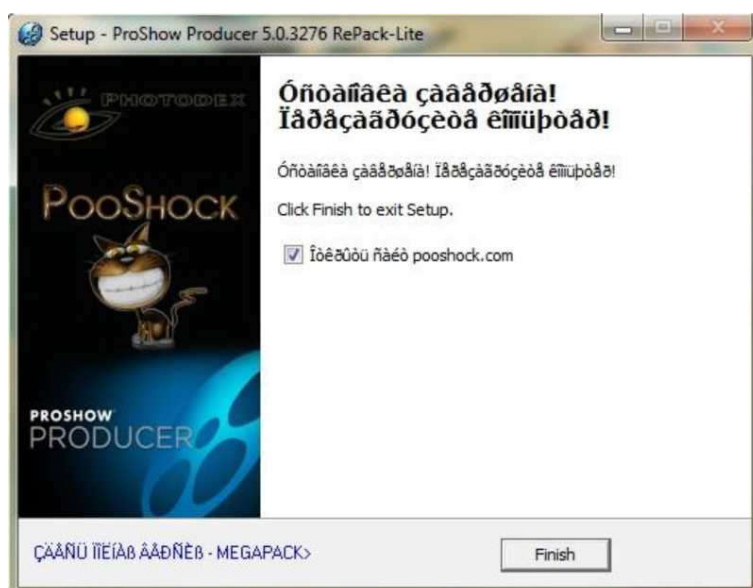 Setup - ProShow Producer 5.0.3276 RePack-Lite
PHOTODEX
POOSHOCK
PROSHOW
PRODUCER
Óñòàíîâêà çàâåðøåíà!
Ïåðåçàãðóçèòå êîìïüþòåð!
Óñòàíîâêà çàâåðøåíà! Ïåðåçàãðóçèòå êîìïüþòåð!
Click Finish to exit Setup.
Îòêðûòü ñàéò pooshock.com
ÇÄÅÑÜ ÏÎËÍÀß ÂÅÐÑÈß - MEGAPACK>
Finish